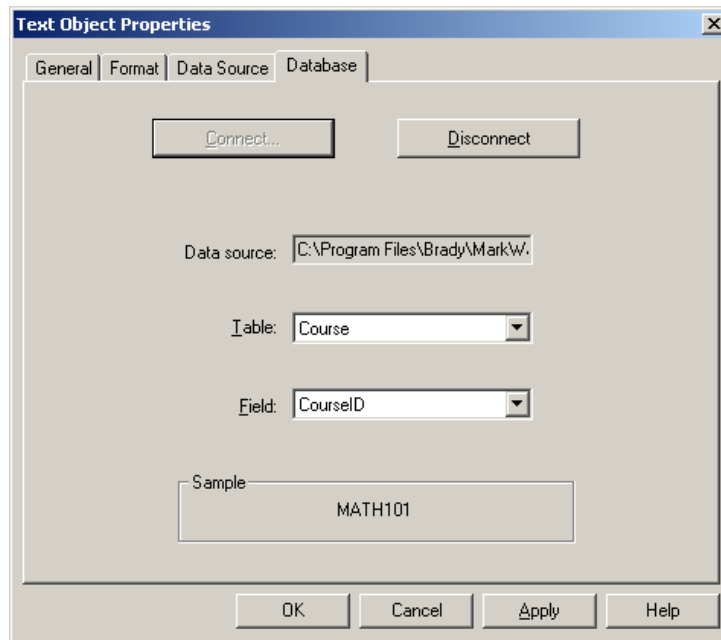 Text Object Properties
General Format Data Source Database
Connect... Disconnect
Data source: C:\Program Files\Brady\MarkW
Table: Course
Field: CourseID
Sample
MATH101
OK Cancel Apply Help